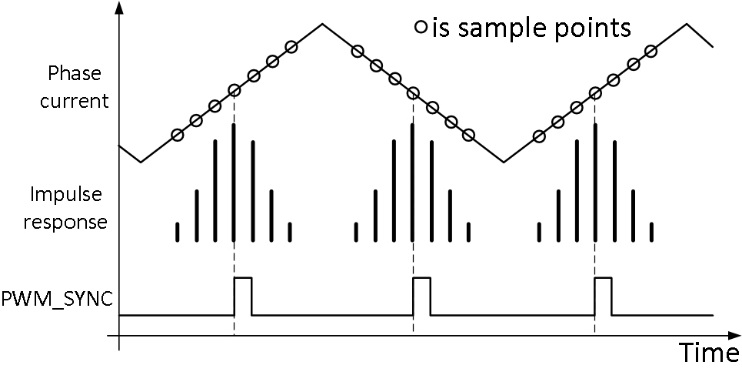 is sample points
Phase
current
Impulse
response
PWM_SYNC
Time